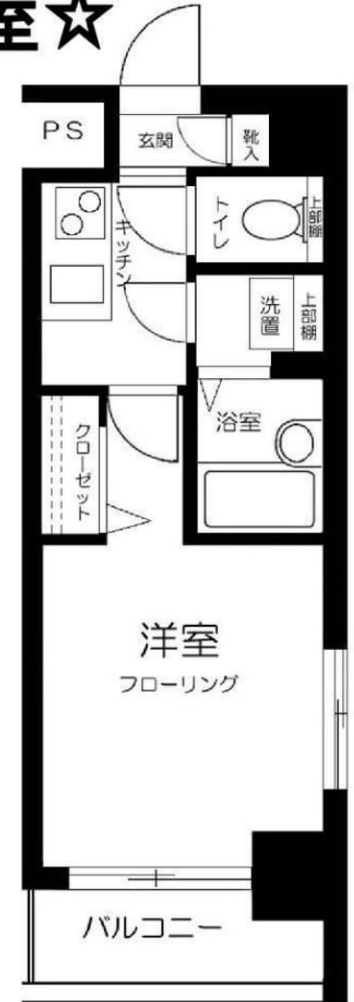 室☆
PS
玄関
靴入
トイレ
上部棚
キッチン
洗置
上部棚
浴室
クローゼット
洋室
フローリング
バルコニー